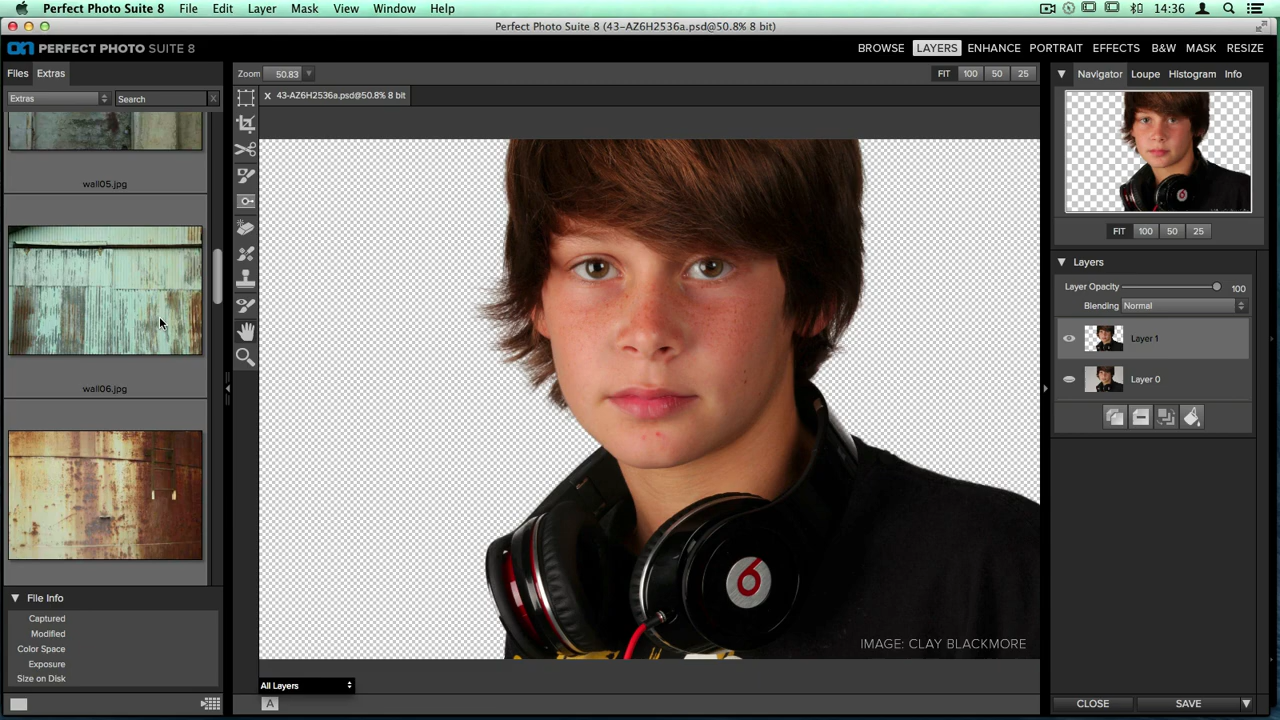 Perfect Photo Suite 8 File Edit Layer Mask View Window Help 14:36
Perfect Photo Suite 8 (43-AZ6H2536a.psd@50.8% 8 bit)
on PERFECT PHOTO SUITE 8 BROWSE LAYERS ENHANCE PORTRAIT EFFECTS B&W MASK RESIZE
Files Extras Zoom 50.83 FIT 100 50 25 Navigator Loupe Histogram Info
Extras Search X
X 43-AZ6H2536a.psd@50.8% 8 bit
wall05.jpg
FIT 100 50 25
Layers
Layer Opacity 100
Blending Normal
Layer 1
Layer 0
wall06.jpg
File Info
Captured
Modified
Color Space
Exposure
Size on Disk
IMAGE: CLAY BLACKMORE
All Layers
A
CLOSE SAVE